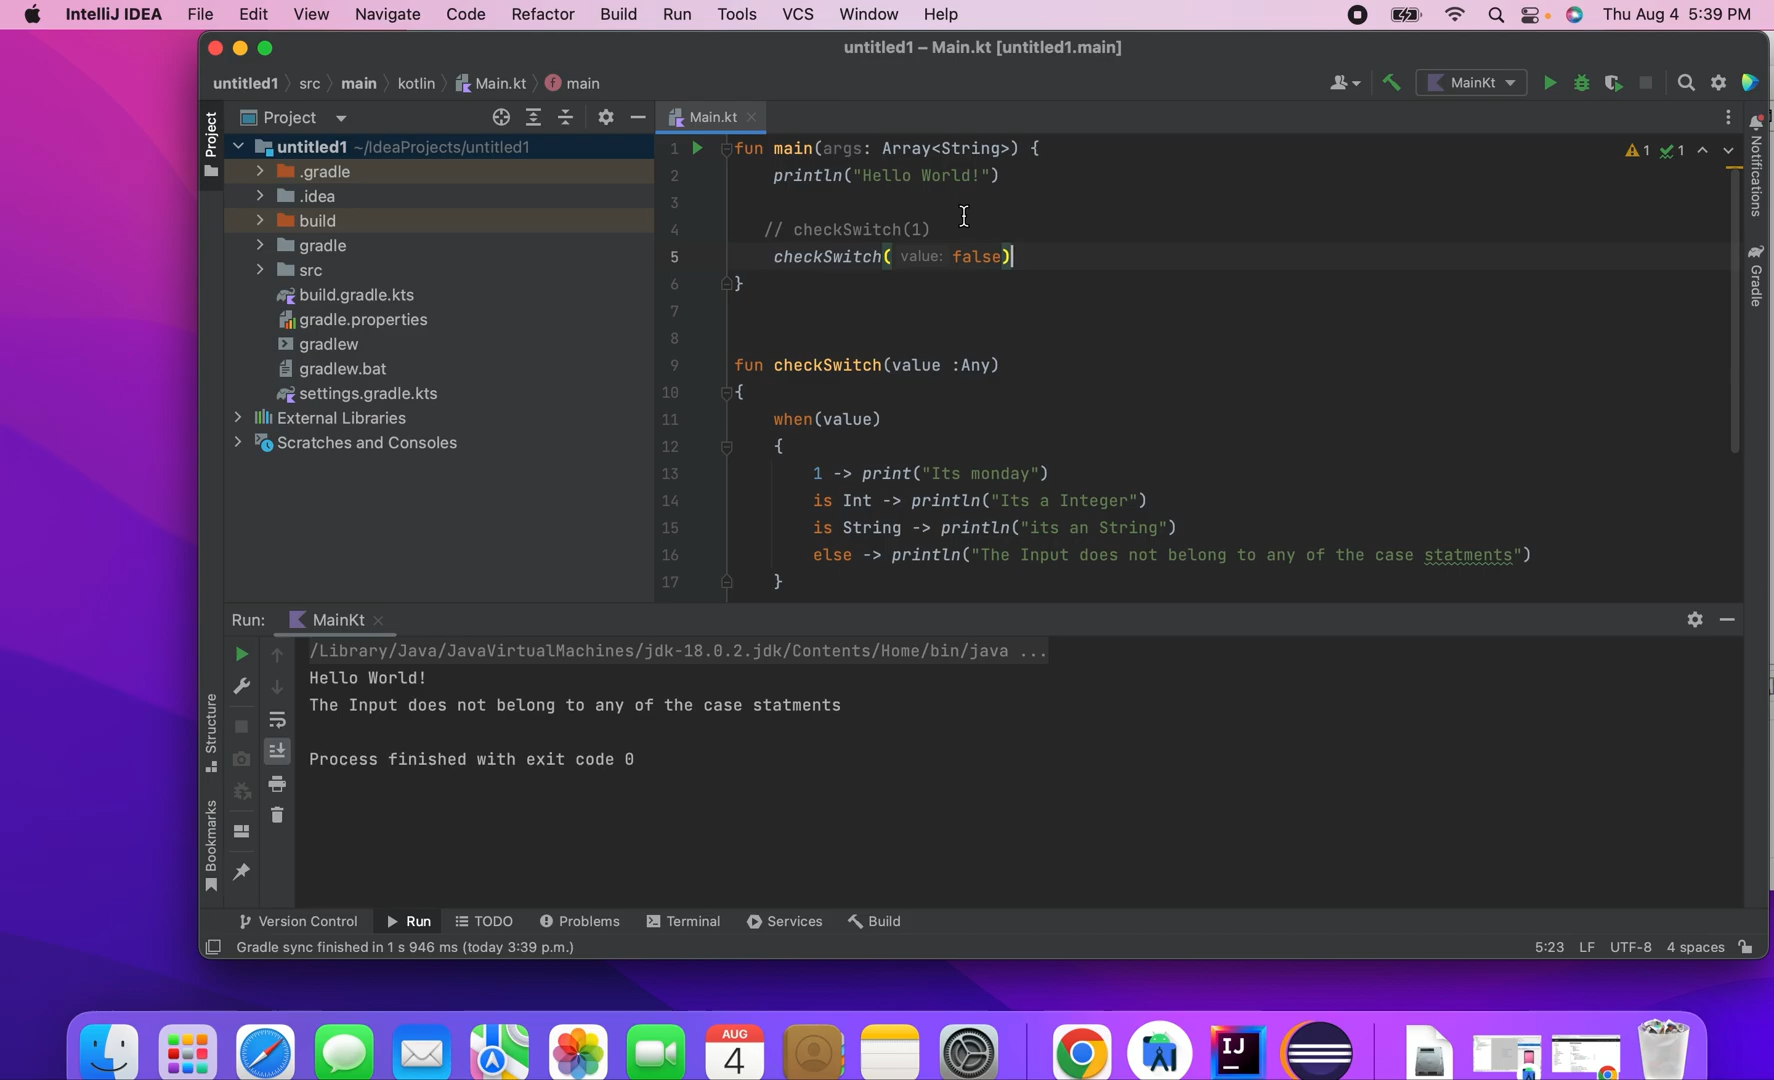 IntelliJ IDEA File Edit View Navigate Code Refactor Build Run Tools VCS Window Help Thu Aug 4 5:39 PM
untitled1 – Main.kt [untitled1.main]
untitled1 src main kotlin Main.kt main MainKt
Project
Project
Main.kt
untitled1 ~/IdeaProjects/untitled1
.gradle
.idea
build
gradle
src
build.gradle.kts
gradle.properties
gradlew
gradlew.bat
settings.gradle.kts
External Libraries
Scratches and Consoles
1 fun main(args: Array<String>) {
2 println("Hello World!")
3
4 // checkSwitch(1)
5 checkSwitch( value: false)
6 }
7
8
9 fun checkSwitch(value :Any)
10 {
11 when(value)
12 {
13 1 -> print("Its monday")
14 is Int -> println("Its a Integer")
15 is String -> println("its an String")
16 else -> println("The Input does not belong to any of the case statments")
17 }
1 1
Notifications
Gradle
Run: MainKt
/Library/Java/JavaVirtualMachines/jdk-18.0.2.jdk/Contents/Home/bin/java ...
Hello World!
The Input does not belong to any of the case statments
Process finished with exit code 0
Structure
Bookmarks
Version Control Run TODO Problems Terminal Services Build
Gradle sync finished in 1 s 946 ms (today 3:39 p.m.) 5:23 LF UTF-8 4 spaces
AUG
4
IJ